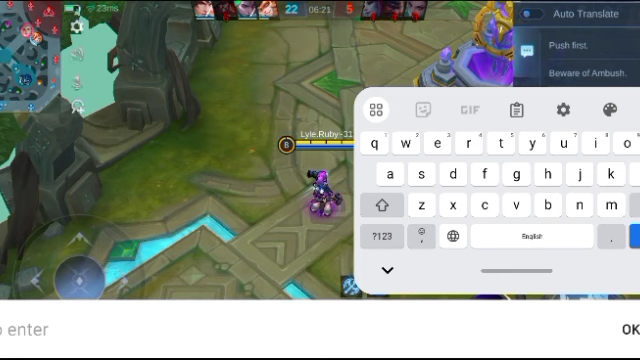 23ms
22 06:21 5
Auto Translate
Push first.
Beware of Ambush.
Lyle.Ruby~31
B
GIF
q w e r t y u i o
a s d f g h j k
z x c v b n m
?123 , English .
o enter
OK